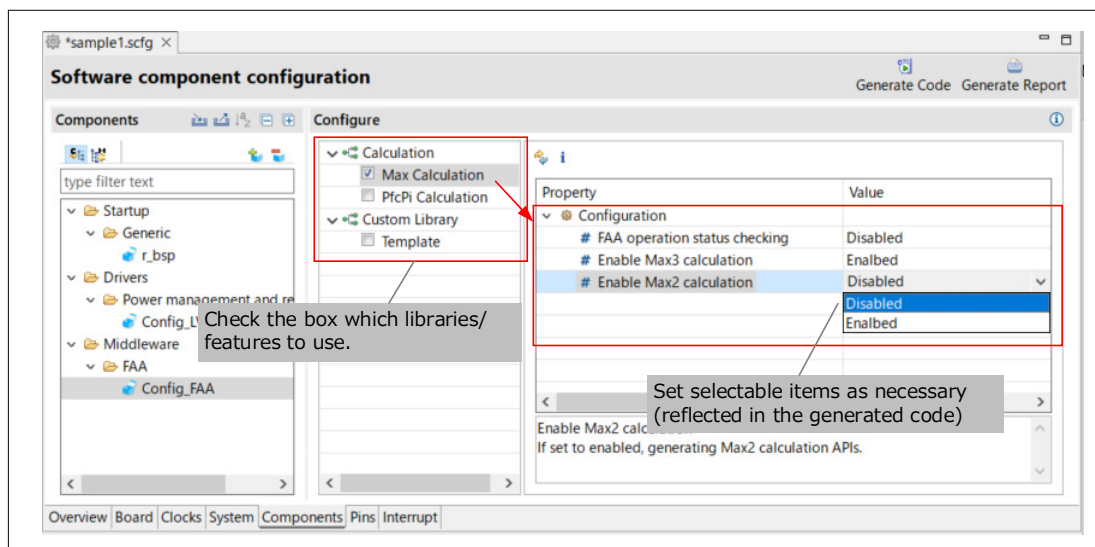 *sample1.scfg
Software component configuration
Generate Code Generate Report
Components
Configure
type filter text
Startup
Generic
r_bsp
Drivers
Power management and re
Config_L
Middleware
FAA
Config_FAA
Calculation
Max Calculation
PfcPi Calculation
Custom Library
Template
Check the box which libraries/
features to use.
Property Value
Configuration
# FAA operation status checking Disabled
# Enable Max3 calculation Enalbed
# Enable Max2 calculation Disabled
Disabled
Enalbed
Set selectable items as necessary
(reflected in the generated code)
Enable Max2 calc
If set to enabled, generating Max2 calculation APIs.
Overview Board Clocks System Components Pins Interrupt